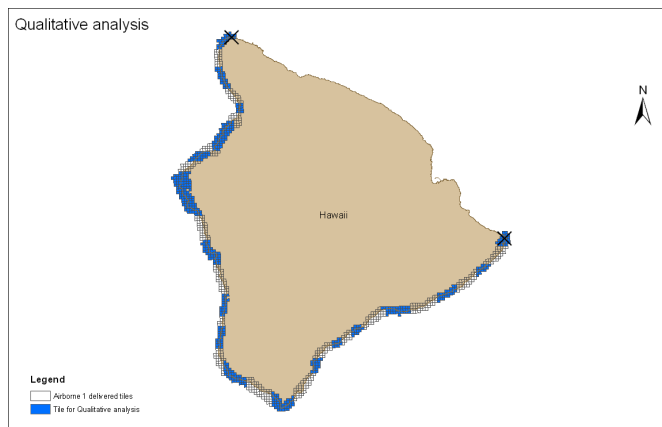 Qualitative analysis
N
Hawaii
Legend
Airborne 1 delivered tiles
Tile for Qualitative analysis